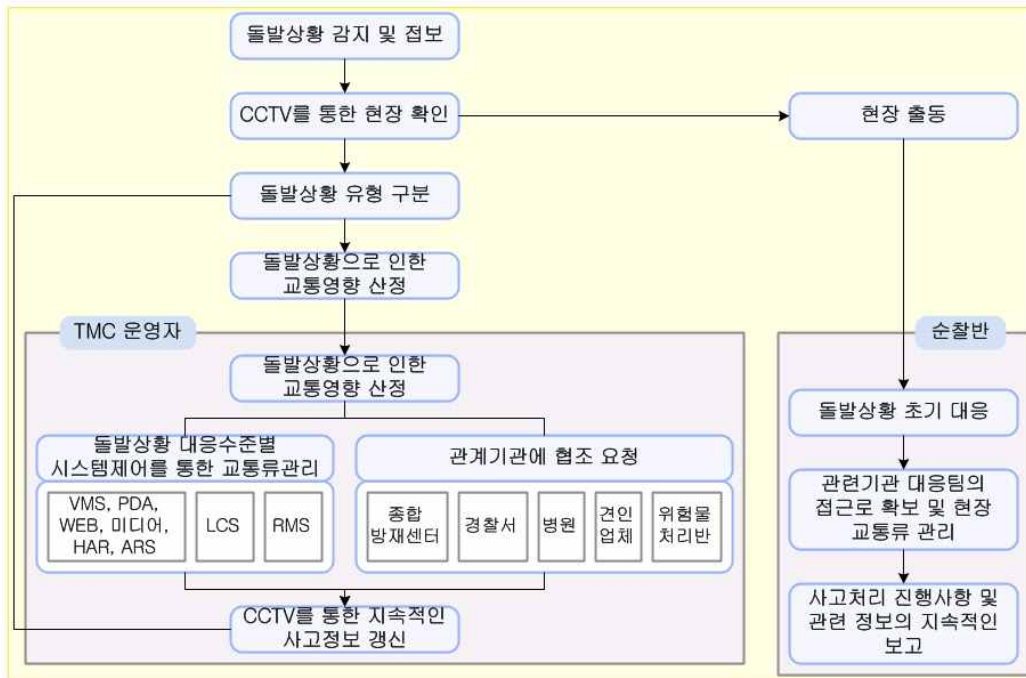 돌발상황 감지 및 접보
CCTV를 통한 현장 확인
현장 출동
돌발상황 유형 구분
돌발상황으로 인한
교통영향 산정
TMC 운영자
돌발상황으로 인한
교통영향 산정
돌발상황 대응수준별
시스템제어를 통한 교통류관리
VMS, PDA,
WEB, 미디어,
HAR, ARS
LCS
RMS
관계기관에 협조 요청
종합
방재센터
경찰서
병원
견인
업체
위험물
처리반
CCTV를 통한 지속적인
사고정보 갱신
순찰반
돌발상황 초기 대응
관련기관 대응팀의
접근로 확보 및 현장
교통류 관리
사고처리 진행사항 및
관련 정보의 지속적인
보고